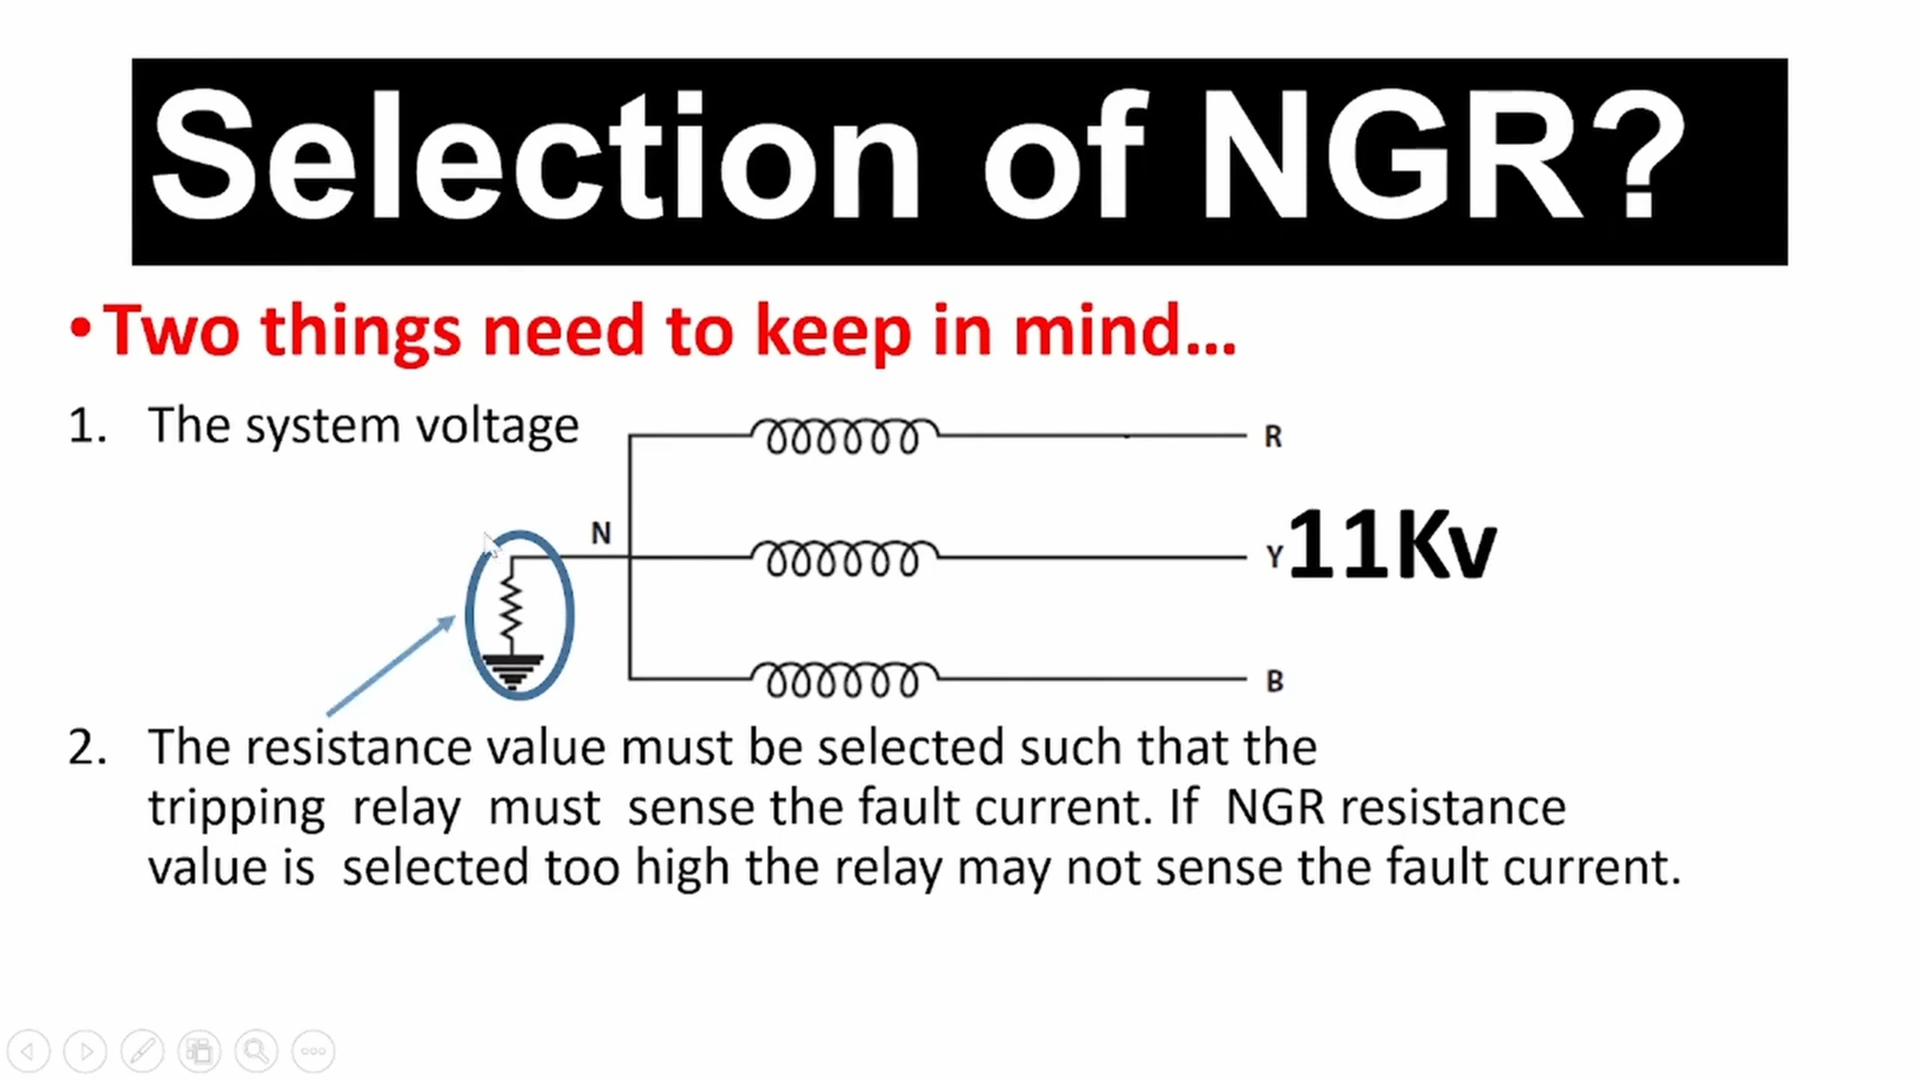 Selection of NGR?
•Two things need to keep in mind...
1. The system voltage
R
N
Y
11Kv
B
2. The resistance value must be selected such that the
tripping relay must sense the fault current. If NGR resistance
value is selected too high the relay may not sense the fault current.